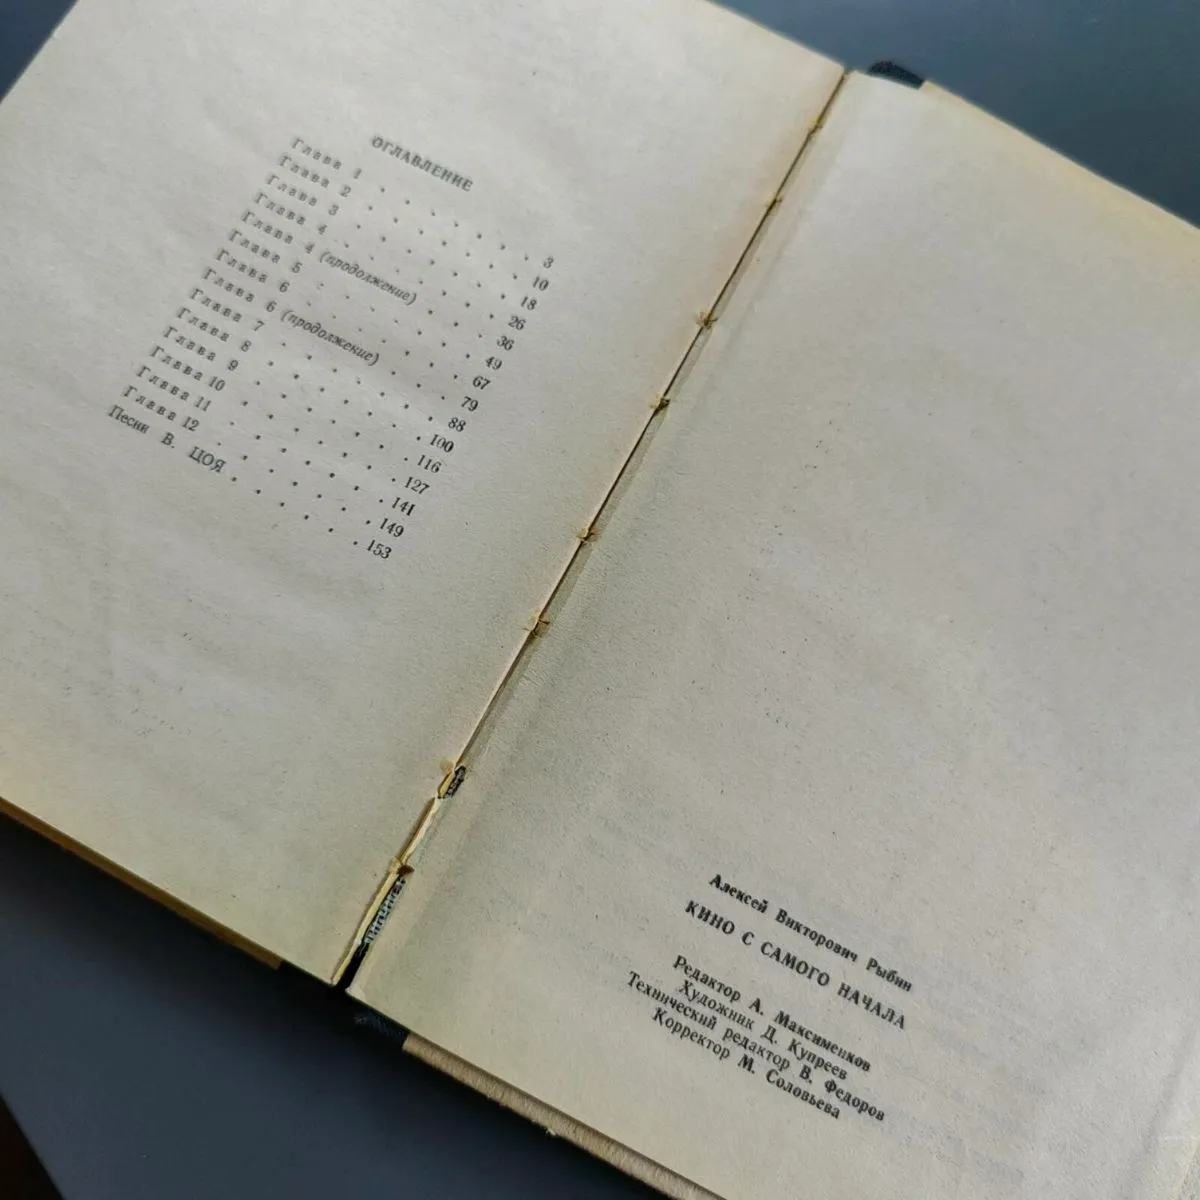 ОГЛАВЛЕНИЕ
Глава 1 . . . . . . . 3
Глава 2 . . . . . . . 10
Глава 3 . . . . . . . 18
Глава 4 . . . . . . . 26
Глава 4 (продолжение) . . . 36
Глава 5 . . . . . . . 49
Глава 6 . . . . . . . 67
Глава 6 (продолжение) . . . 79
Глава 7 . . . . . . . 88
Глава 8 . . . . . . . 100
Глава 9 . . . . . . . 116
Глава 10 . . . . . . . 127
Глава 11 . . . . . . . 141
Глава 12 . . . . . . . 149
Песни В. ЦОЯ . . . . . . 153
Алексей Викторович Рыбин
КИНО С САМОГО НАЧАЛА
Редактор А. Максименков
Художник Д. Купреев
Технический редактор В. Федоров
Корректор М. Соловьева